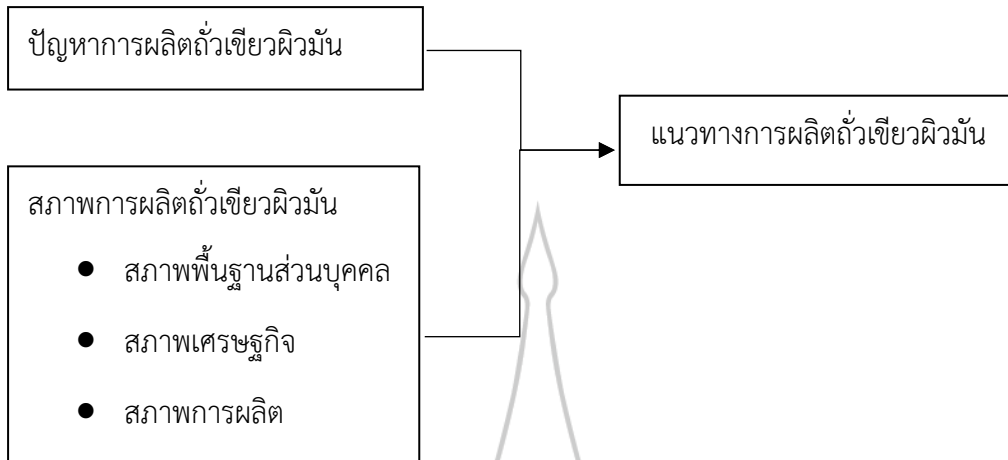 ปัญหาการผลิตถั่วเขียวผิวมัน
แนวทางการผลิตถั่วเขียวผิวมัน
สภาพการผลิตถั่วเขียวผิวมัน
● สภาพพื้นฐานส่วนบุคคล
● สภาพเศรษฐกิจ
● สภาพการผลิต